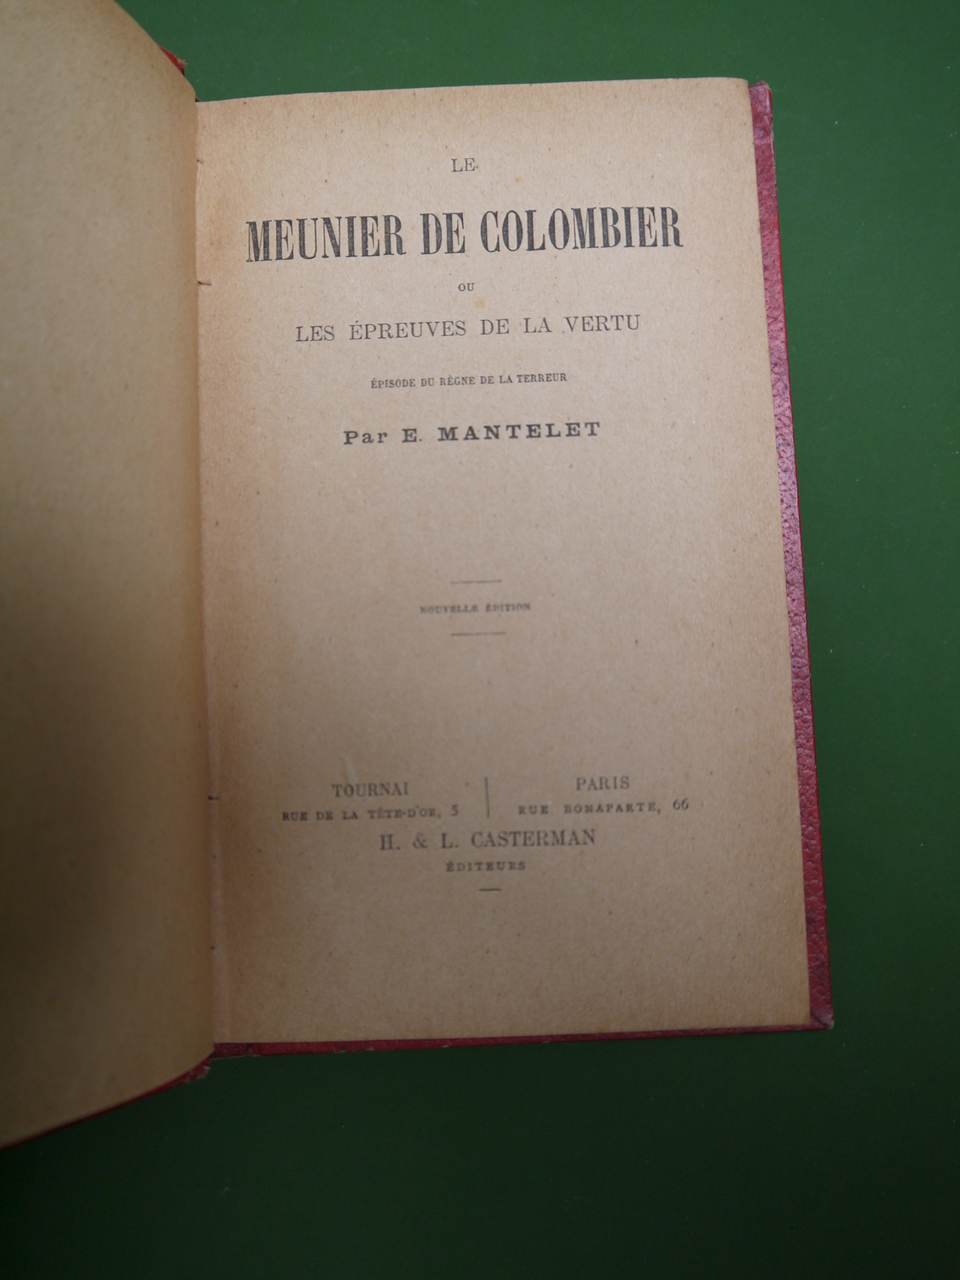 LE
MEUNIER DE COLOMBIER
OU
LES ÉPREUVES DE LA VERTU
ÉPISODE DU RÈGNE DE LA TERREUR
Par E. MANTELET
NOUVELLE ÉDITION
TOURNAI
RUE DE LA TÊTE-D'OR, 5
PARIS
RUE BONAPARTE, 66
H. & L. CASTERMAN
ÉDITEURS